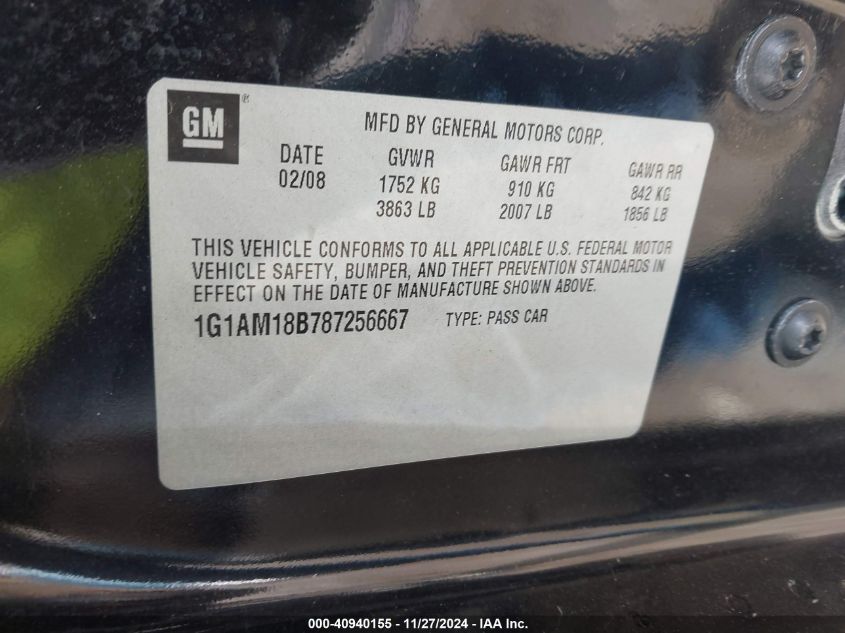 GM®
MFD BY GENERAL MOTORS CORP.
DATE GVWR GAWR FRT GAWR RR
02/08 1752 KG 910 KG 842 KG
3863 LB 2007 LB 1856 LB
THIS VEHICLE CONFORMS TO ALL APPLICABLE U.S. FEDERAL MOTOR
VEHICLE SAFETY, BUMPER, AND THEFT PREVENTION STANDARDS IN
EFFECT ON THE DATE OF MANUFACTURE SHOWN ABOVE.
1G1AM18B787256667 TYPE: PASS CAR
000-40940155 - 11/27/2024 - IAA Inc.